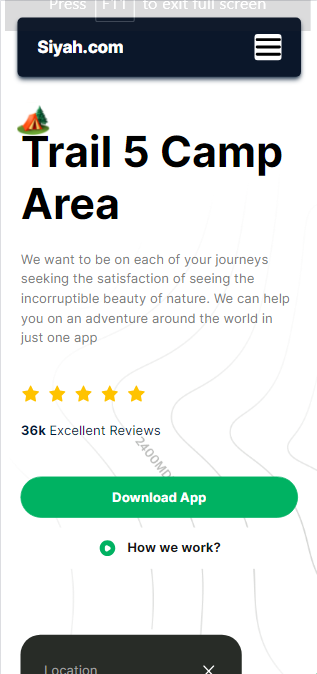 Press F11 to exit full screen
Siyah.com
Trail 5 Camp
Area
We want to be on each of your journeys
seeking the satisfaction of seeing the
incorruptible beauty of nature. We can help
you on an adventure around the world in
just one app
36k Excellent Reviews
2400MD
Download App
How we work?
Location